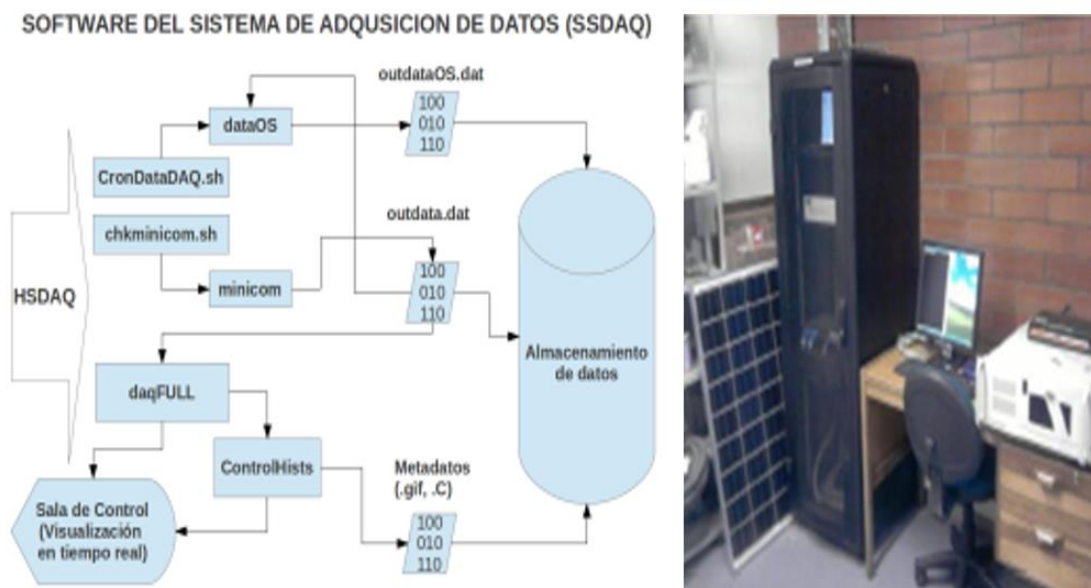 SOFTWARE DEL SISTEMA DE ADQUSICION DE DATOS (SSDAQ)
outdataOS.dat
100
010
110
dataOS
CronDataDAQ.sh
chkminicom.sh
outdata.dat
100
010
110
minicom
HSDAQ
Almacenamiento
de datos
daqFULL
ControlHists
Metadatos
(.gif, .C)
100
010
110
Sala de Control
(Visualización
en tiempo real)